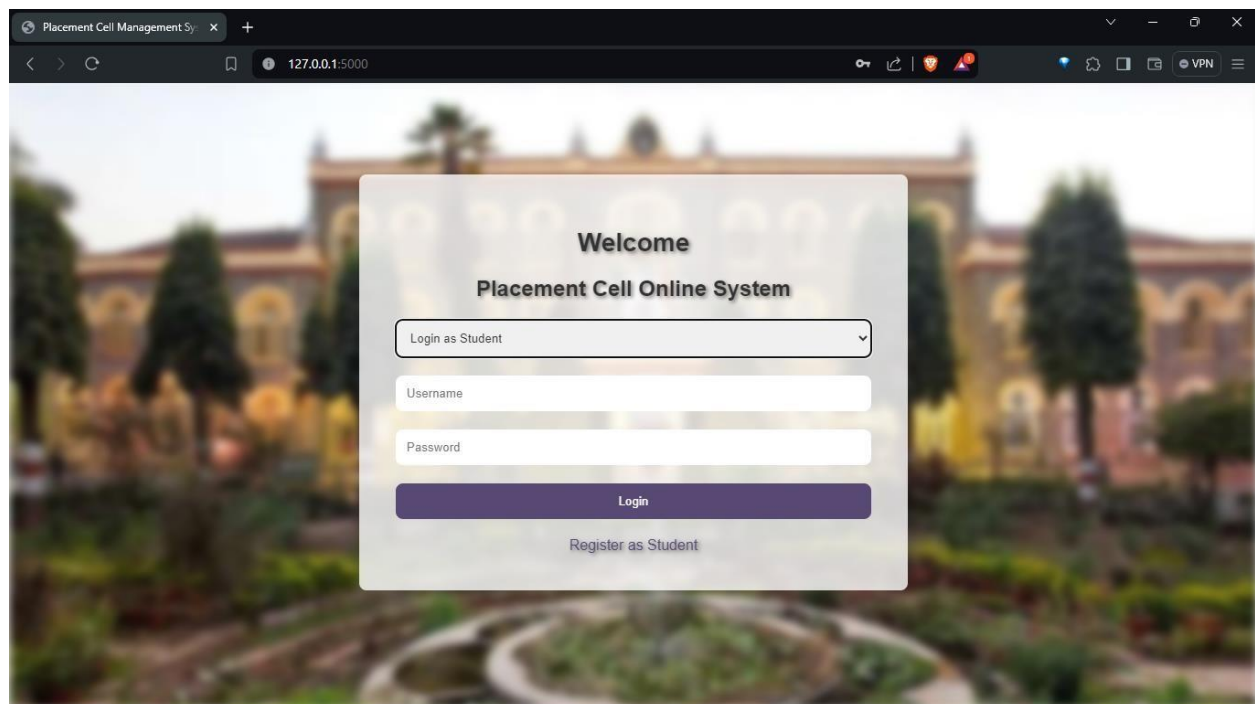 Placement Cell Management Sy
127.0.0.1:5000
VPN
Welcome
Placement Cell Online System
Login as Student
Username
Password
Login
Register as Student